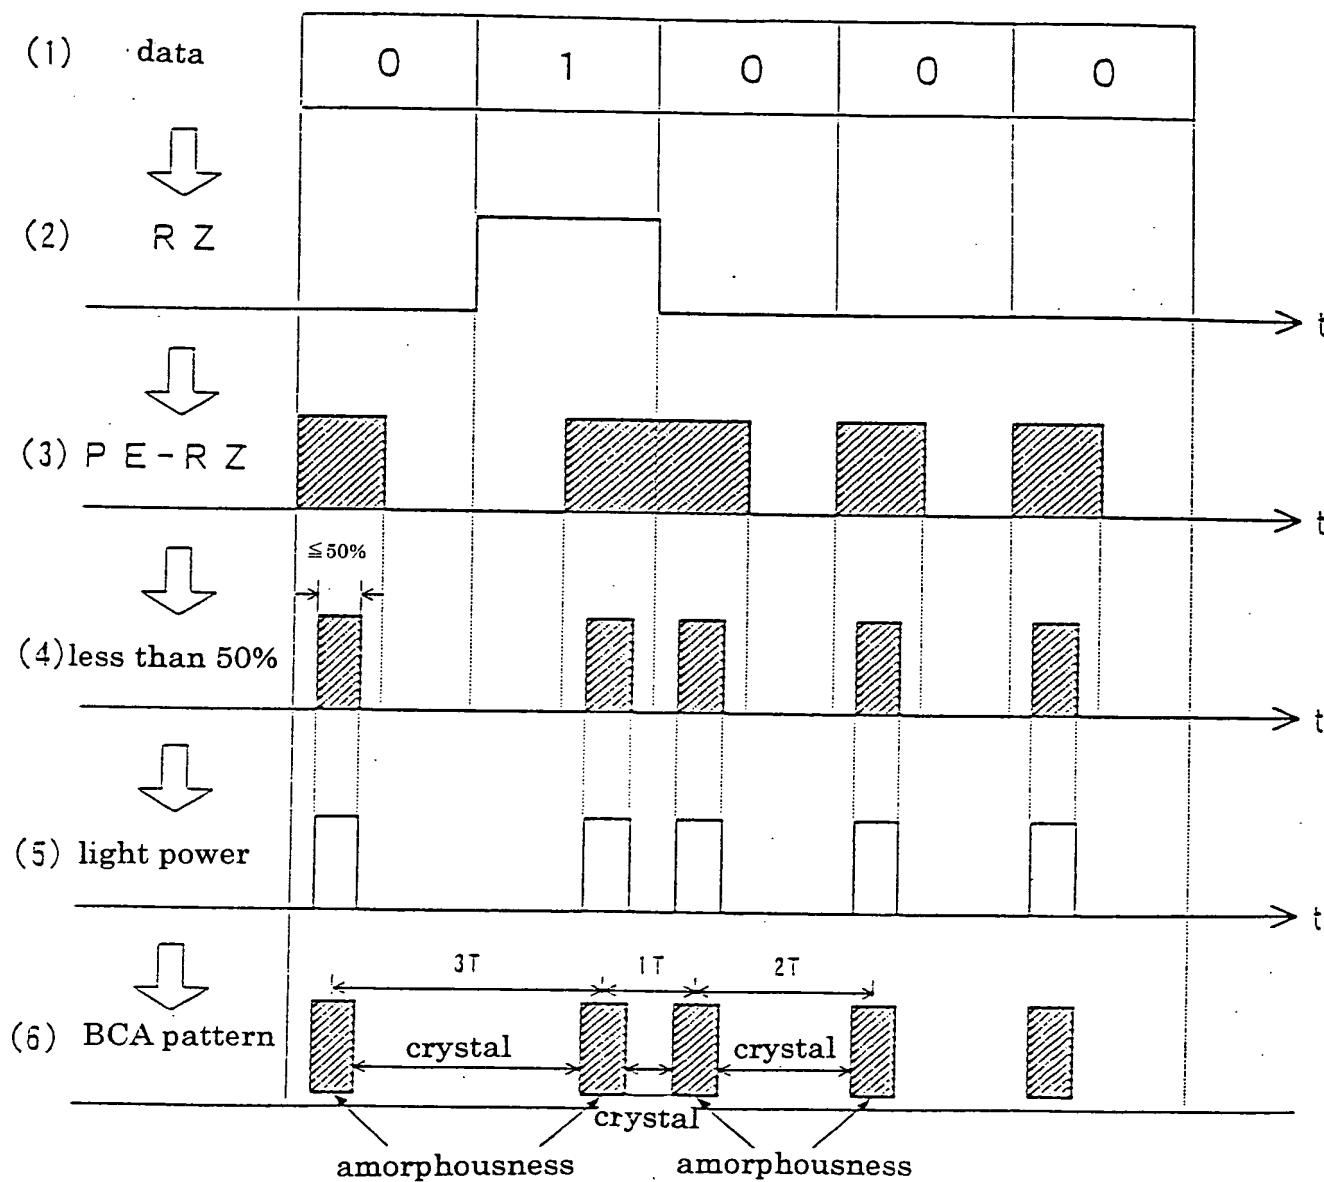 (1) data 0 1 0 0 0
(2) RZ
t
(3) PE-RZ
t
≦50%
(4) less than 50%
t
(5) light power
t
3T 1T 2T
(6) BCA pattern
crystal crystal
crystal
amorphousness amorphousness